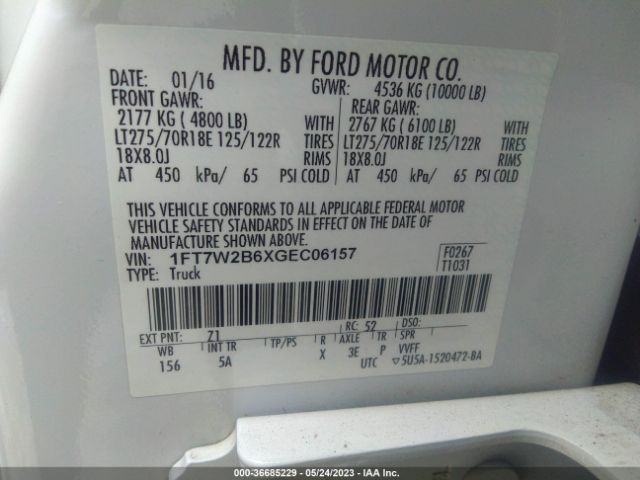 MFD. BY FORD MOTOR CO.
DATE: 01/16 GVWR: 4536 KG (10000 LB)
FRONT GAWR: REAR GAWR:
2177 KG ( 4800 LB) WITH 2767 KG ( 6100 LB) WITH
LT275/70R18E 125/122R TIRES LT275/70R18E 125/122R TIRES
18X8.0J RIMS 18X8.0J RIMS
AT 450 kPa/ 65 PSI COLD AT 450 kPa/ 65 PSI COLD
THIS VEHICLE CONFORMS TO ALL APPLICABLE FEDERAL MOTOR
VEHICLE SAFETY STANDARDS IN EFFECT ON THE DATE OF
MANUFACTURE SHOWN ABOVE.
VIN: 1FT7W2B6XGEC06157 F0267
TYPE: Truck T1031
EXT PNT: Z1 RC: 52 DSO:
WB INT TR TP/PS R AXLE TR SPR
156 5A X 3E P VVFF
UTC ▽5U5A-1520472-BA
000-36685229 - 05/24/2023 - IAA Inc.